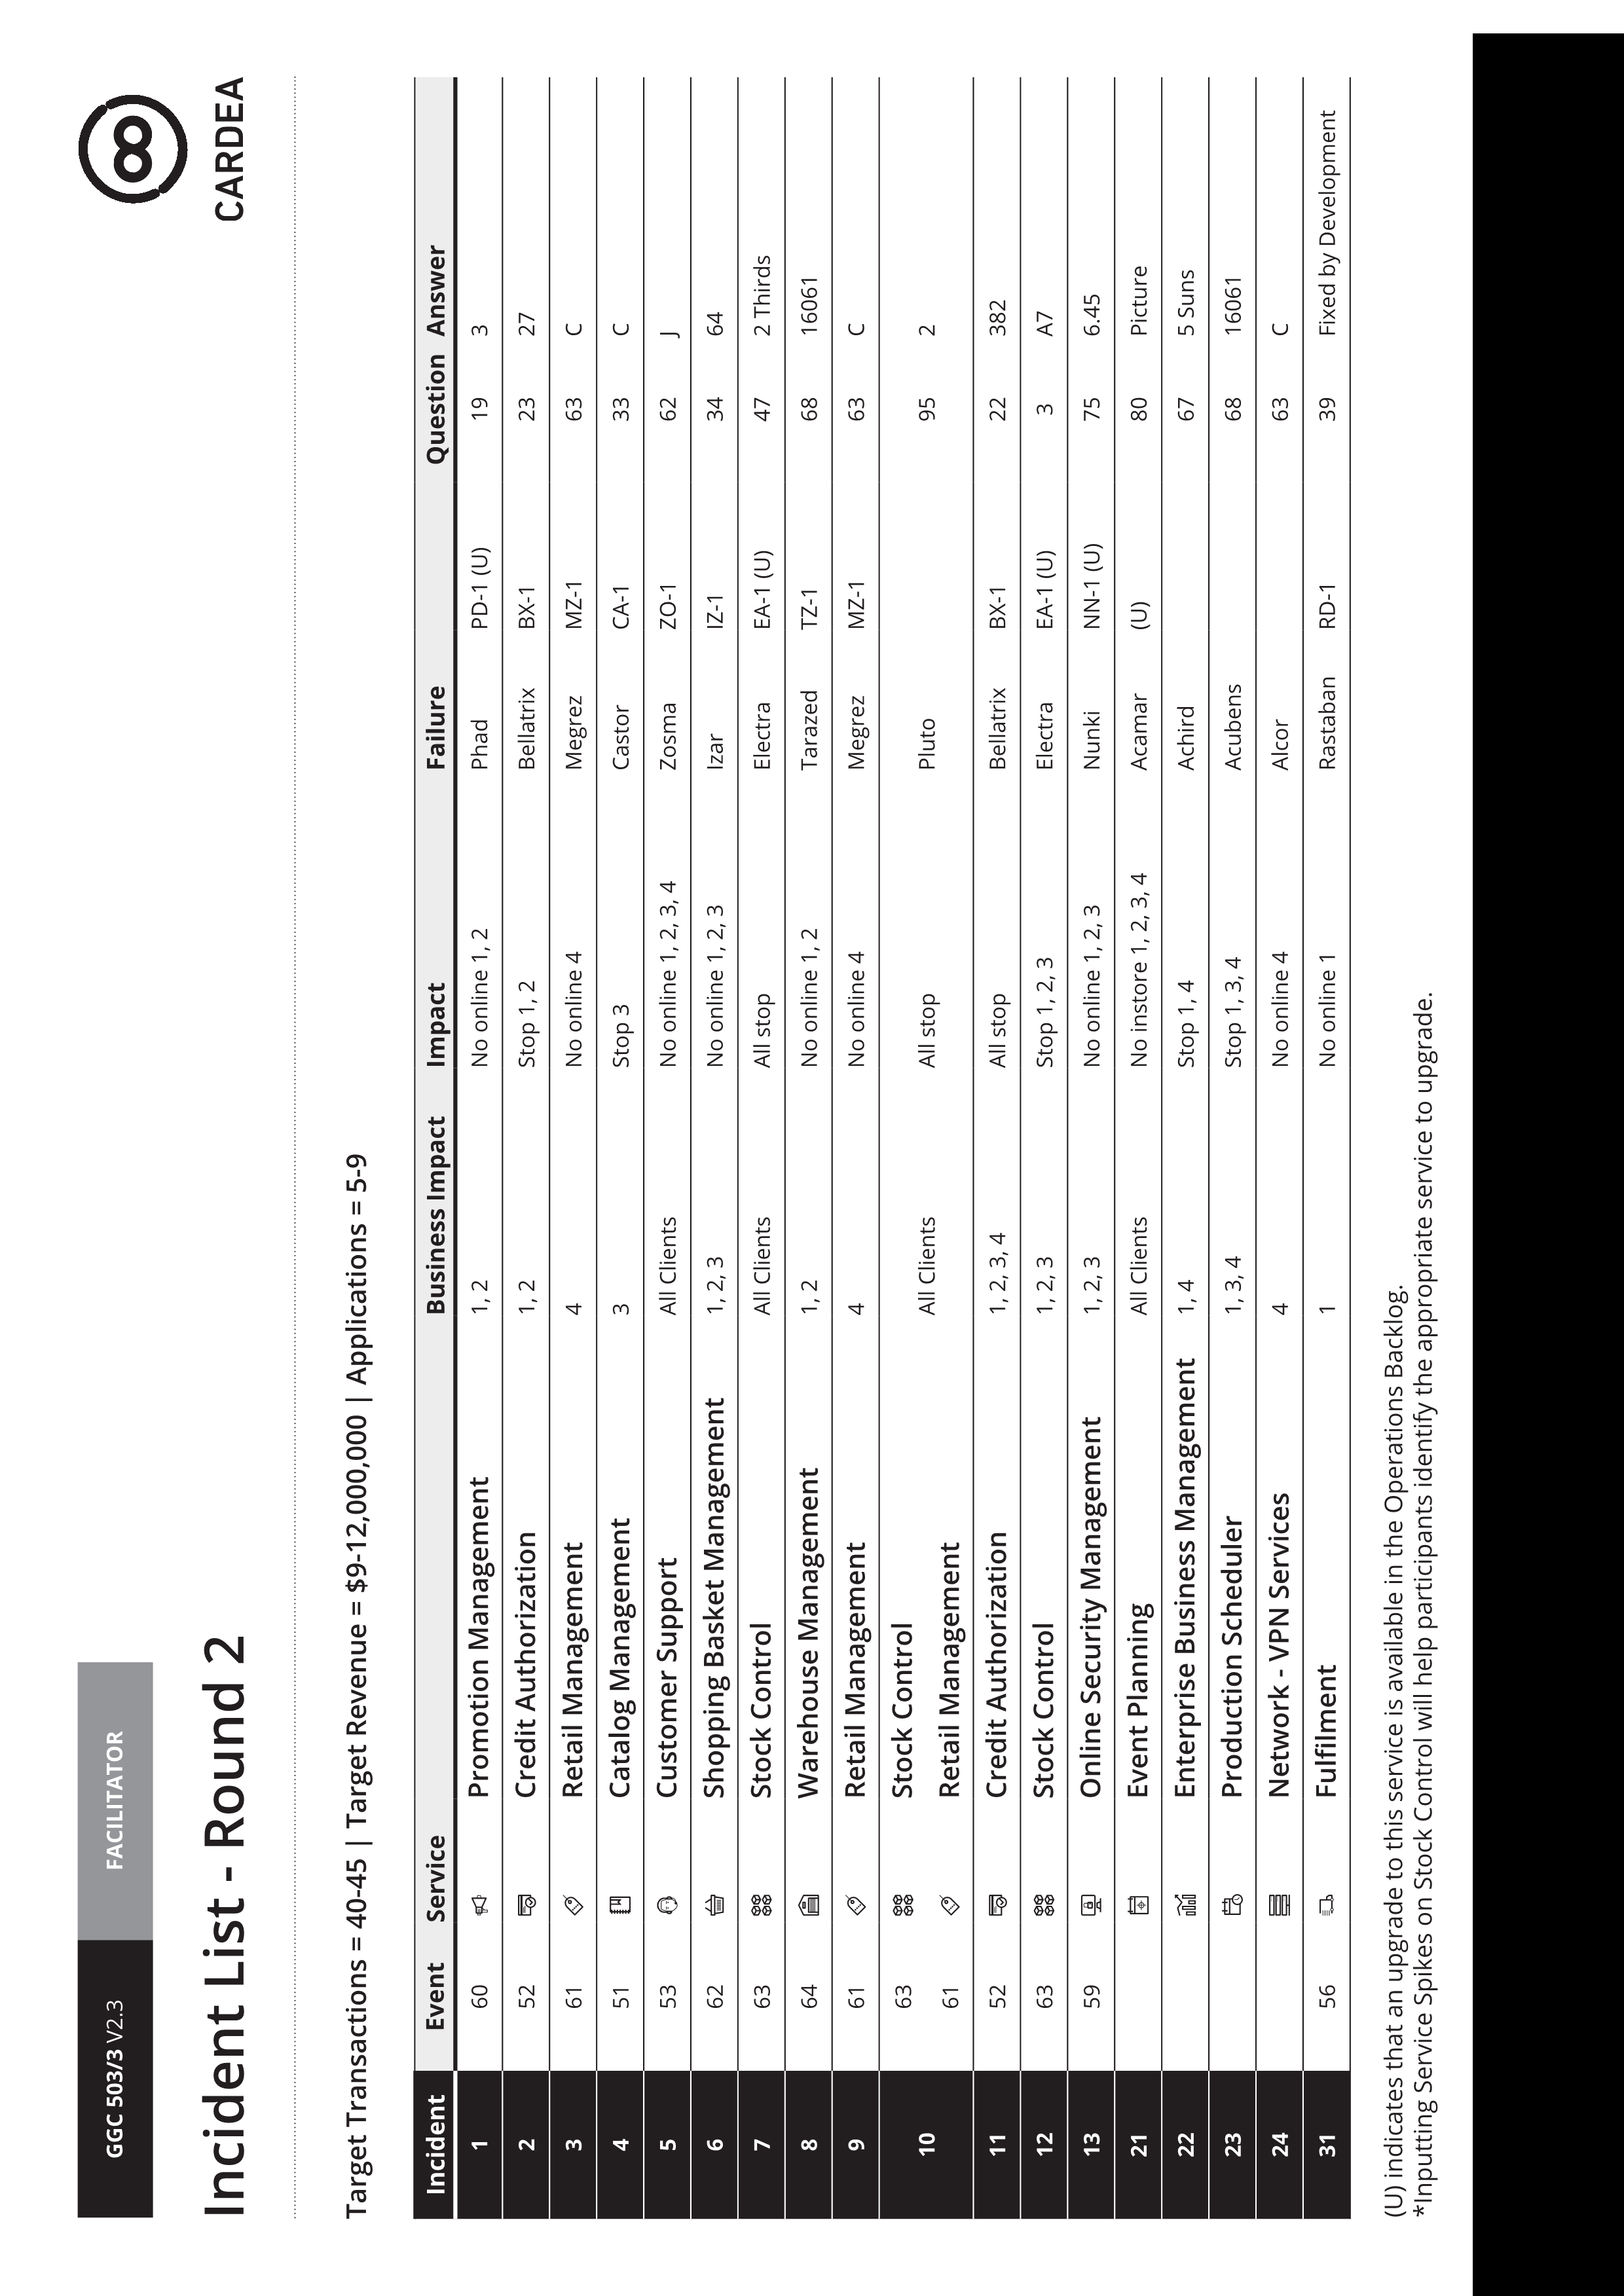 GGC 503/3 V2.3 FACILITATOR
CARDEA
Incident List - Round 2
Target Transactions = 40-45 | Target Revenue = $9-12,000,000 | Applications = 5-9
Incident Event Service Business Impact Impact Failure Question Answer
1 60 Promotion Management 1, 2 No online 1, 2 Phad PD-1 (U) 19 3
2 52 Credit Authorization 1, 2 Stop 1, 2 Bellatrix BX-1 23 27
3 61 Retail Management 4 No online 4 Megrez MZ-1 63 C
4 51 Catalog Management 3 Stop 3 Castor CA-1 33 C
5 53 Customer Support All Clients No online 1, 2, 3, 4 Zosma ZO-1 62 J
6 62 Shopping Basket Management 1, 2, 3 No online 1, 2, 3 Izar IZ-1 34 64
7 63 Stock Control All Clients All stop Electra EA-1 (U) 47 2 Thirds
8 64 Warehouse Management 1, 2 No online 1, 2 Tarazed TZ-1 68 16061
9 61 Retail Management 4 No online 4 Megrez MZ-1 63 C
63 Stock Control
10 All Clients All stop Pluto 95 2
61 Retail Management
11 52 Credit Authorization 1, 2, 3, 4 All stop Bellatrix BX-1 22 382
12 63 Stock Control 1, 2, 3 Stop 1, 2, 3 Electra EA-1 (U) 3 A7
13 59 Online Security Management 1, 2, 3 No online 1, 2, 3 Nunki NN-1 (U) 75 6.45
21 Event Planning All Clients No instore 1, 2, 3, 4 Acamar (U) 80 Picture
22 Enterprise Business Management 1, 4 Stop 1, 4 Achird 67 5 Suns
23 Production Scheduler 1, 3, 4 Stop 1, 3, 4 Acubens 68 16061
24 Network - VPN Services 4 No online 4 Alcor 63 C
31 56 Fulfilment 1 No online 1 Rastaban RD-1 39 Fixed by Development
(U) indicates that an upgrade to this service is available in the Operations Backlog.
*Inputting Service Spikes on Stock Control will help participants identify the appropriate service to upgrade.